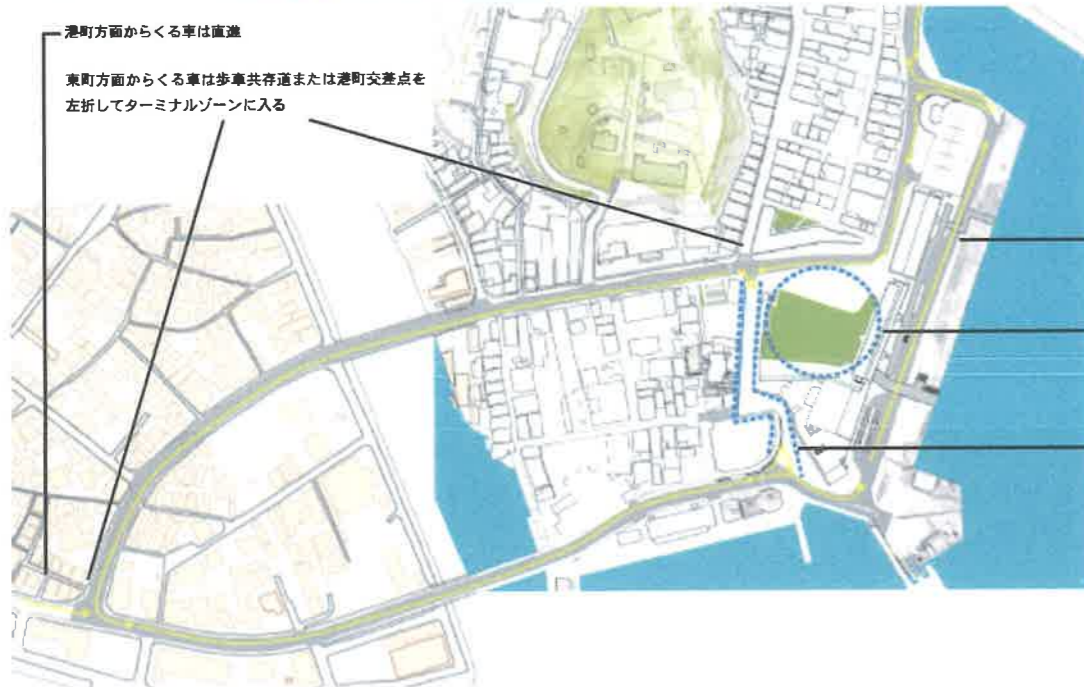 港町方面からくる車は直進
東町方面からくる車は歩車共存道または港町交差点を
左折してターミナルゾーンに入る